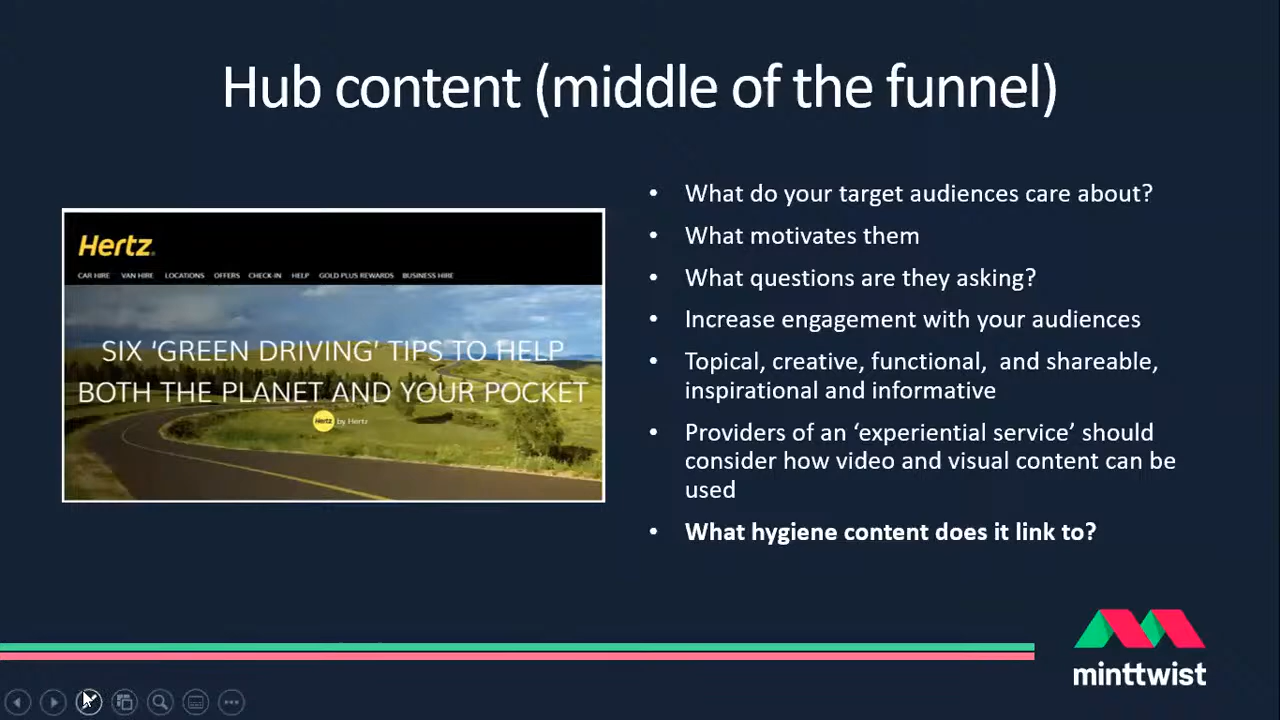 Hub content (middle of the funnel)
Hertz
CAR HIRE VAN HIRE LOCATIONS OFFERS CHECK-IN HELP GOLD PLUS REWARDS BUSINESS HIRE
SIX ‘GREEN DRIVING’ TIPS TO HELP
BOTH THE PLANET AND YOUR POCKET
Hertz by Hertz
• What do your target audiences care about?
• What motivates them
• What questions are they asking?
• Increase engagement with your audiences
• Topical, creative, functional,  and shareable,
inspirational and informative
• Providers of an ‘experiential service’ should
consider how video and visual content can be
used
• What hygiene content does it link to?
minttwist